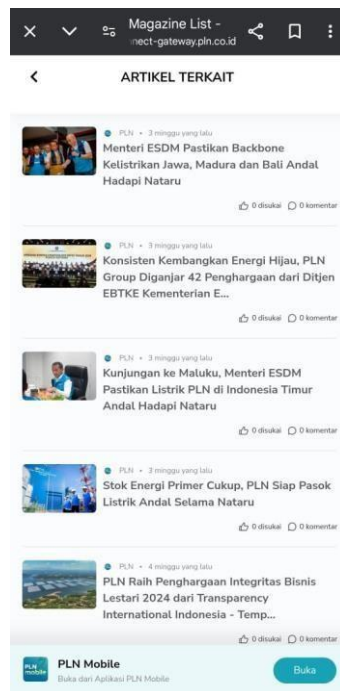 Magazine List -
nect-gateway.pln.co.id
ARTIKEL TERKAIT
PLN • 3 minggu yang lalu
Menteri ESDM Pastikan Backbone
Kelistrikan Jawa, Madura dan Bali Andal
Hadapi Nataru
0 disukai 0 komentar
PLN • 3 minggu yang lalu
Konsisten Kembangkan Energi Hijau, PLN
Group Diganjar 42 Penghargaan dari Ditjen
EBTKE Kementerian E...
0 disukai 0 komentar
PLN • 3 minggu yang lalu
Kunjungan ke Maluku, Menteri ESDM
Pastikan Listrik PLN di Indonesia Timur
Andal Hadapi Nataru
0 disukai 0 komentar
PLN • 3 minggu yang lalu
Stok Energi Primer Cukup, PLN Siap Pasok
Listrik Andal Selama Nataru
0 disukai 0 komentar
PLN • 4 minggu yang lalu
PLN Raih Penghargaan Integritas Bisnis
Lestari 2024 dari Transparency
International Indonesia - Temp...
0 disukai 0 komentar
PLN
mobile
PLN Mobile
Buka dari Aplikasi PLN Mobile
Buka